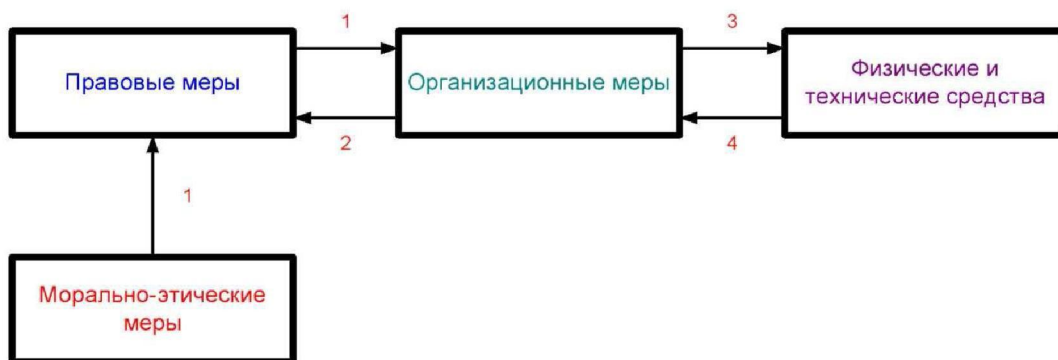 1
3
Правовые меры
Организационные меры
Физические и
технические средства
2
4
1
Морально-этические
меры